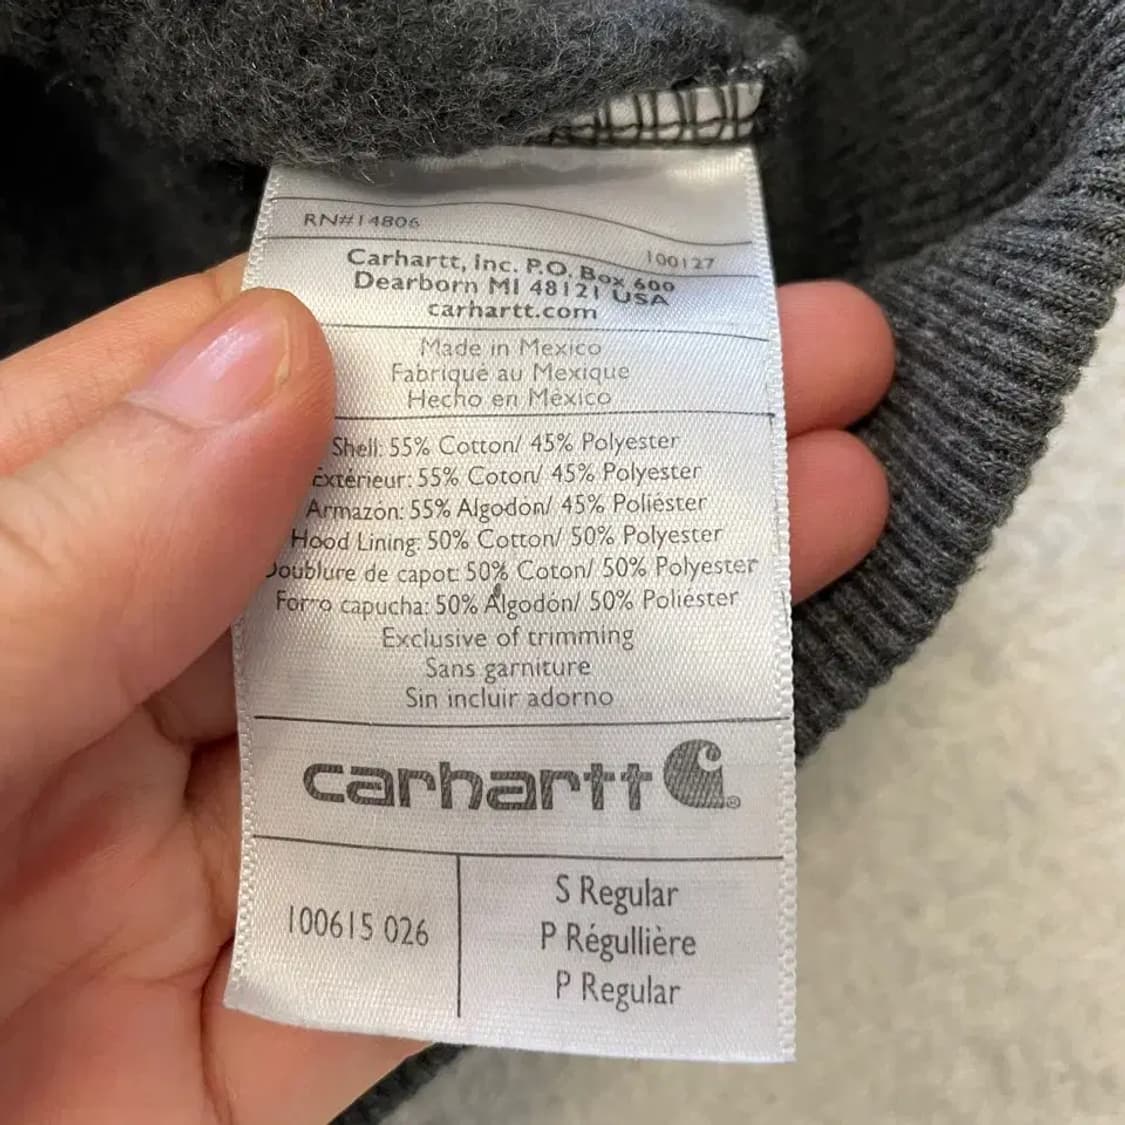 RN#14806
100127
Carhartt, Inc. P.O. Box 600
Dearborn MI 48121 USA
carhartt.com
Made in Mexico
Fabriqué au Mexique
Hecho en México
Shell: 55% Cotton/ 45% Polyester
Extérieur: 55% Coton/ 45% Polyester
Armazón: 55% Algodón/ 45% Poliéster
Hood Lining: 50% Cotton/ 50% Polyester
Doublure de capot: 50% Coton/ 50% Polyester
Forro capucha: 50% Algodón/ 50% Poliéster
Exclusive of trimming
Sans garniture
Sin incluir adorno
carhartt
®
100615 026
S Regular
P Régullière
P Regular